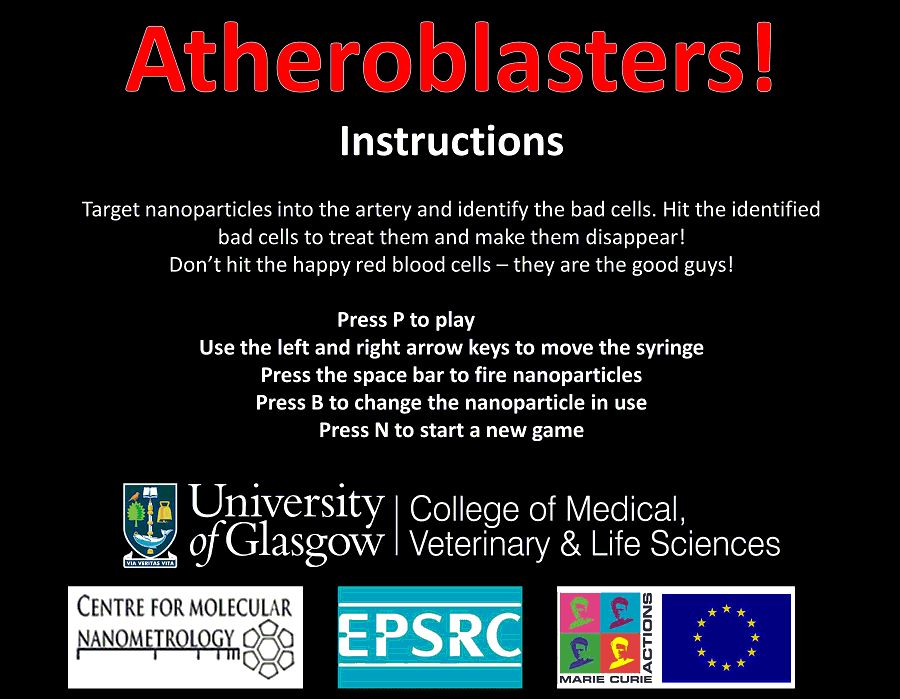 Atheroblasters!
Instructions
Target nanoparticles into the artery and identify the bad cells. Hit the identified
bad cells to treat them and make them disappear!
Don’t hit the happy red blood cells – they are the good guys!
Press P to play
Use the left and right arrow keys to move the syringe
Press the space bar to fire nanoparticles
Press B to change the nanoparticle in use
Press N to start a new game
VIA VERITAS VITA
University
of Glasgow
College of Medical,
Veterinary & Life Sciences
CENTRE FOR MOLECULAR
NANOMETROLOGY
m
EPSRC
MARIE CURIE
ACTIONS